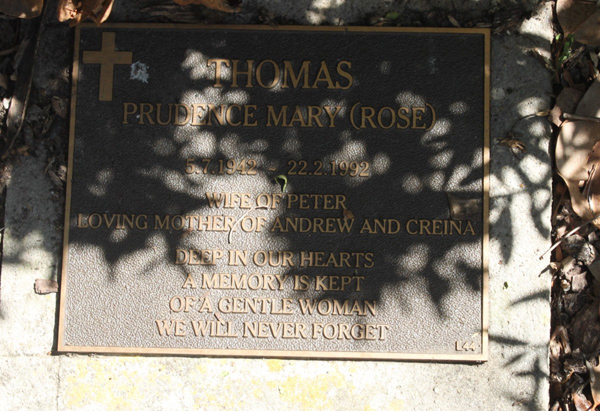 THOMAS
PRUDENCE MARY (ROSE)
5.7.1942 - 22.2.1992
WIFE OF PETER
LOVING MOTHER OF ANDREW AND CREINA
DEEP IN OUR HEARTS
A MEMORY IS KEPT
OF A GENTLE WOMAN
WE WILL NEVER FORGET
L44